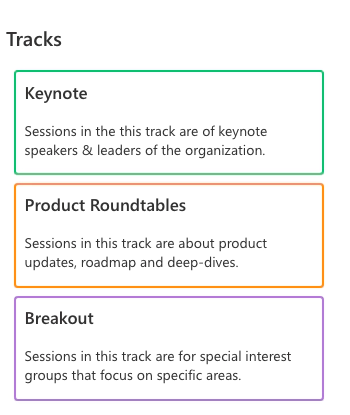 Tracks
Keynote
Sessions in the this track are of keynote
speakers & leaders of the organization.
Product Roundtables
Sessions in this track are about product
updates, roadmap and deep-dives.
Breakout
Sessions in this track are for special interest
groups that focus on specific areas.